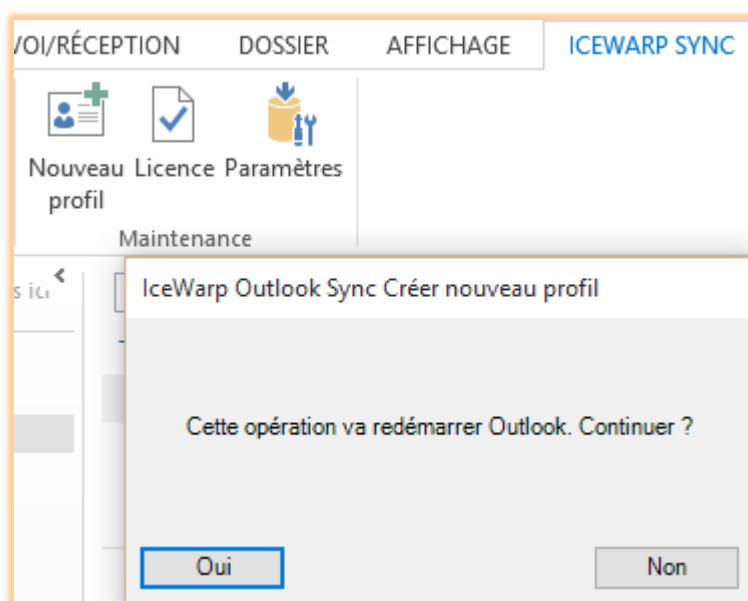 VOI/RÉCEPTION DOSSIER AFFICHAGE ICEWARP SYNC
Nouveau profil Licence Paramètres
Maintenance
s ici
IceWarp Outlook Sync Créer nouveau profil
Cette opération va redémarrer Outlook. Continuer ?
Oui Non